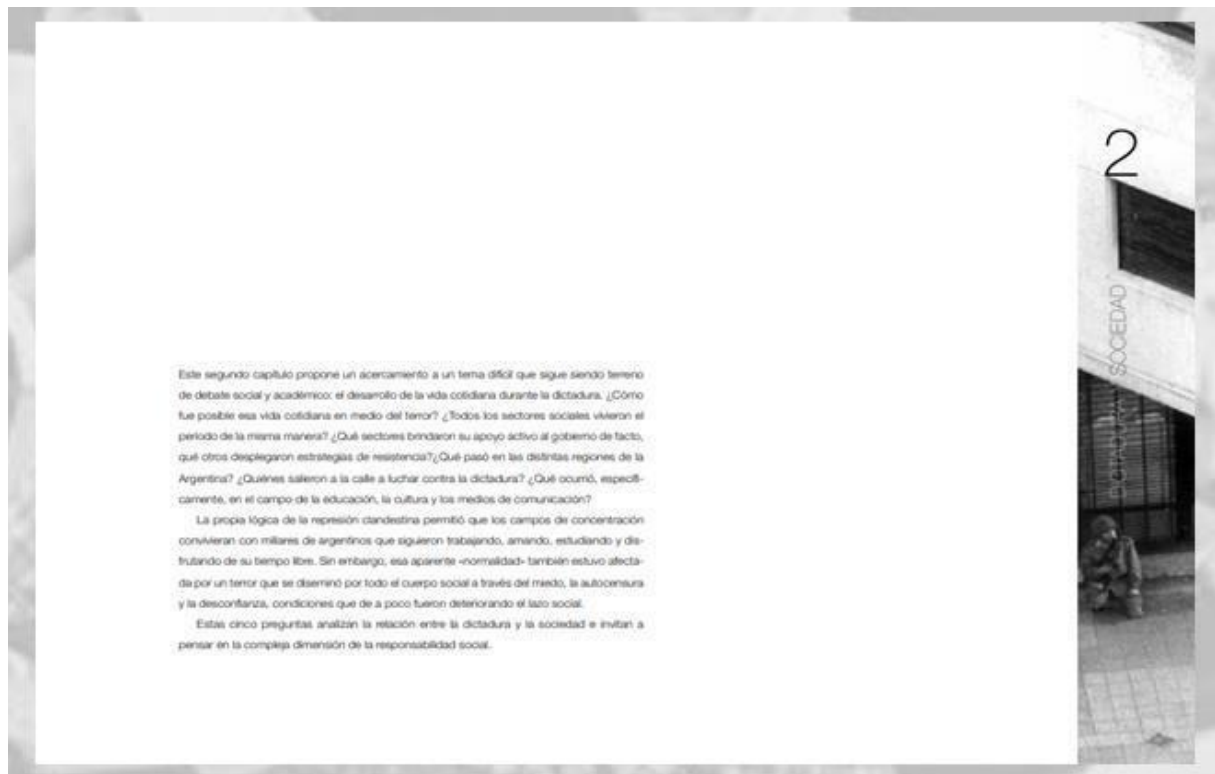 2
DICTADURA Y SOCIEDAD
Este segundo capítulo propone un acercamiento a un tema difícil que sigue siendo terreno
de debate social y académico: el desarrollo de la vida cotidiana durante la dictadura. ¿Cómo
fue posible esa vida cotidiana en medio del terror? ¿Todos los sectores sociales vivieron el
período de la misma manera? ¿Qué sectores brindaron su apoyo activo al gobierno de facto,
qué otros desplegaron estrategias de resistencia?¿Qué pasó en las distintas regiones de la
Argentina? ¿Quiénes salieron a la calle a luchar contra la dictadura? ¿Qué ocurrió, específi-
camente, en el campo de la educación, la cultura y los medios de comunicación?
La propia lógica de la represión clandestina permitió que los campos de concentración
convivieran con millares de argentinos que siguieron trabajando, amando, estudiando y dis-
frutando de su tiempo libre. Sin embargo, esa aparente «normalidad» también estuvo afecta-
da por un terror que se diseminó por todo el cuerpo social a través del miedo, la autocensura
y la desconfianza, condiciones que de a poco fueron deteriorando el lazo social.
Estas cinco preguntas analizan la relación entre la dictadura y la sociedad e invitan a
pensar en la compleja dimensión de la responsabilidad social.